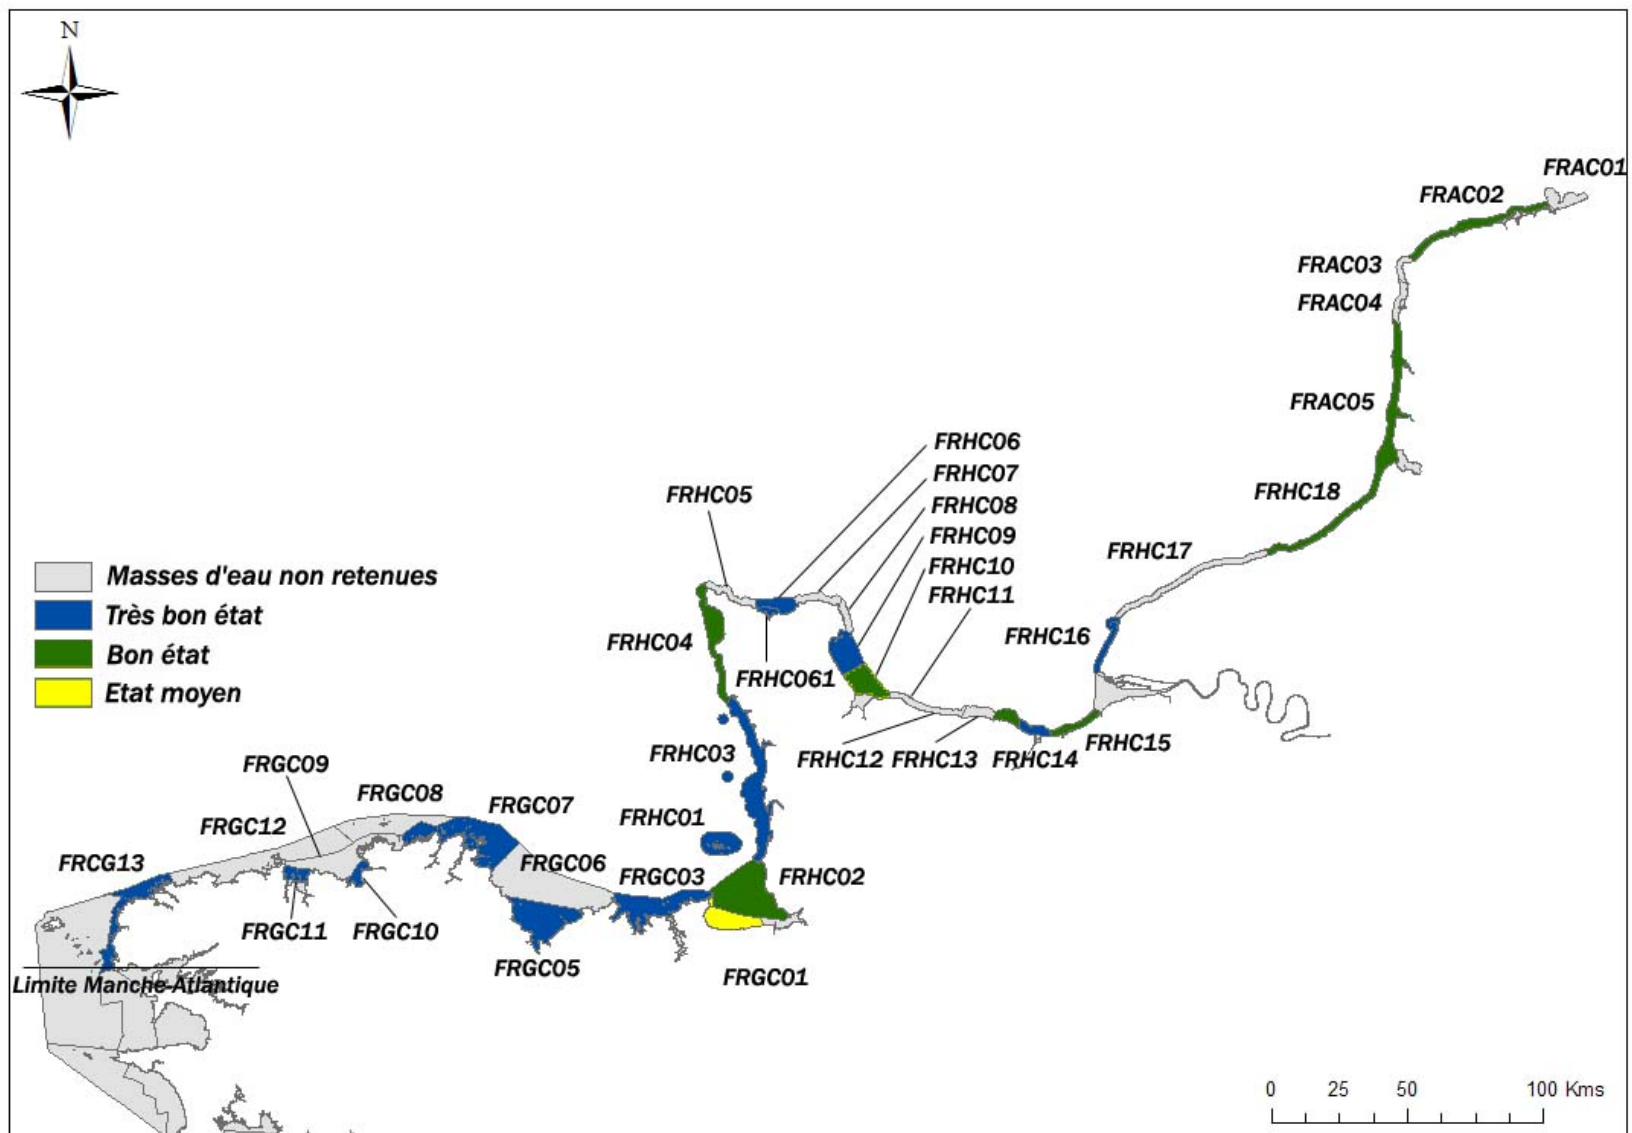 N
FRAC01
FRAC02
FRAC03
FRAC04
FRAC05
FRHC06
FRHC07
FRHC05
FRHC18
FRHC08
FRHC09
FRHC17
FRHC10
Masses d'eau non retenues
FRHC11
Très bon état
FRHC04
FRHC16
Bon état
FRHC061
Etat moyen
FRHC15
FRHC03
FRHC12 FRHC13 FRHC14
FRGC09
FRGC08
FRGC07
FRHC01
FRGC12
FRCG13
FRGC06
FRGC03
FRHC02
FRGC11
FRGC10
FRGC05
FRGC01
Limite Manche-Atlantique
0 25 50 100 Kms